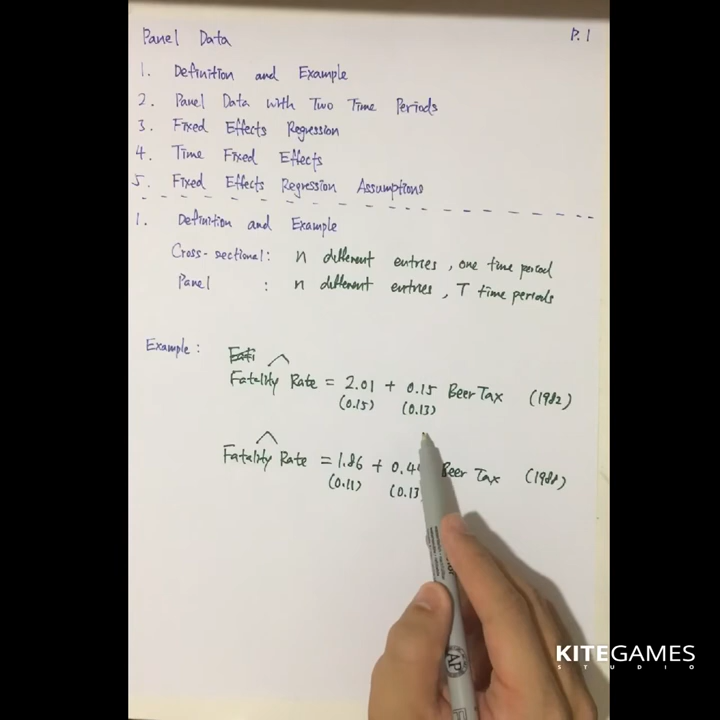 Panel Data
P.1
1. Definition and Example
2. Panel Data with Two Time Periods
3. Fixed Effects Regression
4. Time Fixed Effects
5. Fixed Effects Regression Assumptions
1. Definition and Example
Cross-sectional: n different entries, one time period
Panel : n different entries, T time periods
Example:
Fatality Rate = 2.01 + 0.15 Beer Tax (1982)
(0.15) (0.13)
Fatality Rate = 1.86 + 0.4 Beer Tax (1988)
(0.11) (0.13
KITEGAMES
STUDIO